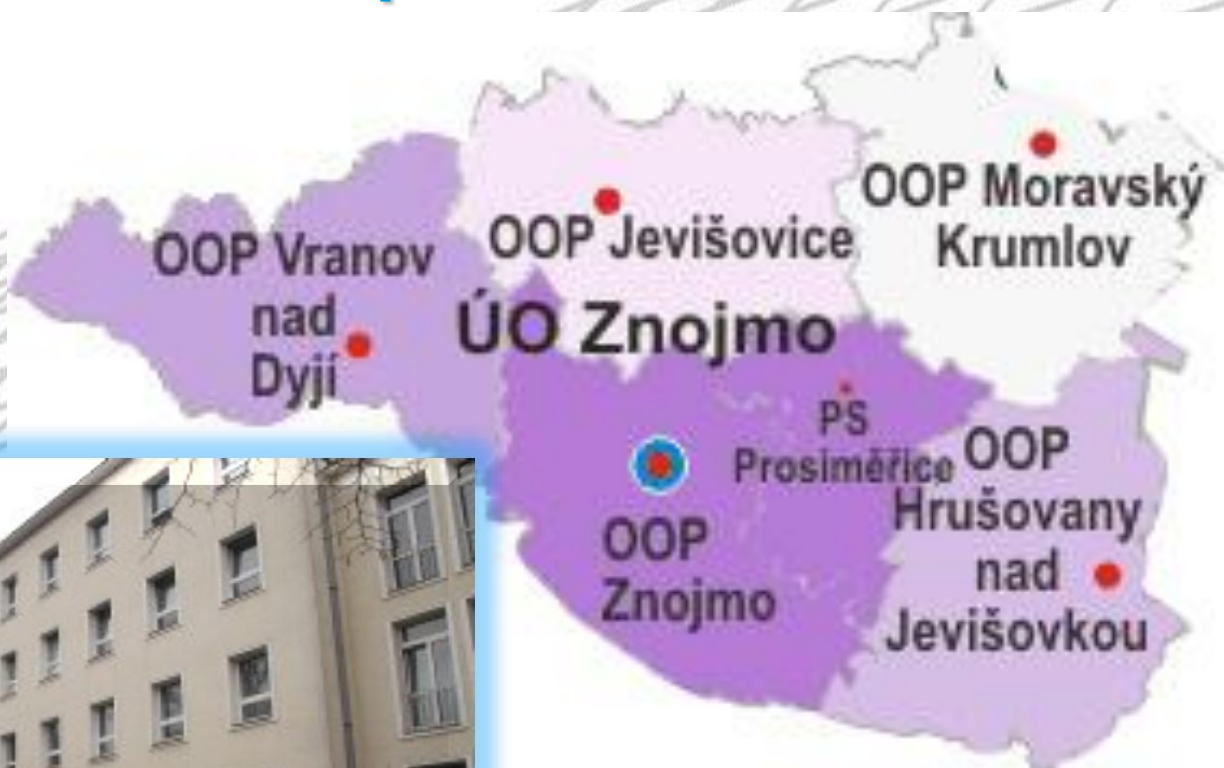 OOP Moravský
Krumlov
OOP Jevišovice
OOP Vranov
nad
Dyjí
ÚO Znojmo
PS
Prosiměřice
OOP
Hrušovany
nad
Jevišovkou
OOP
Znojmo